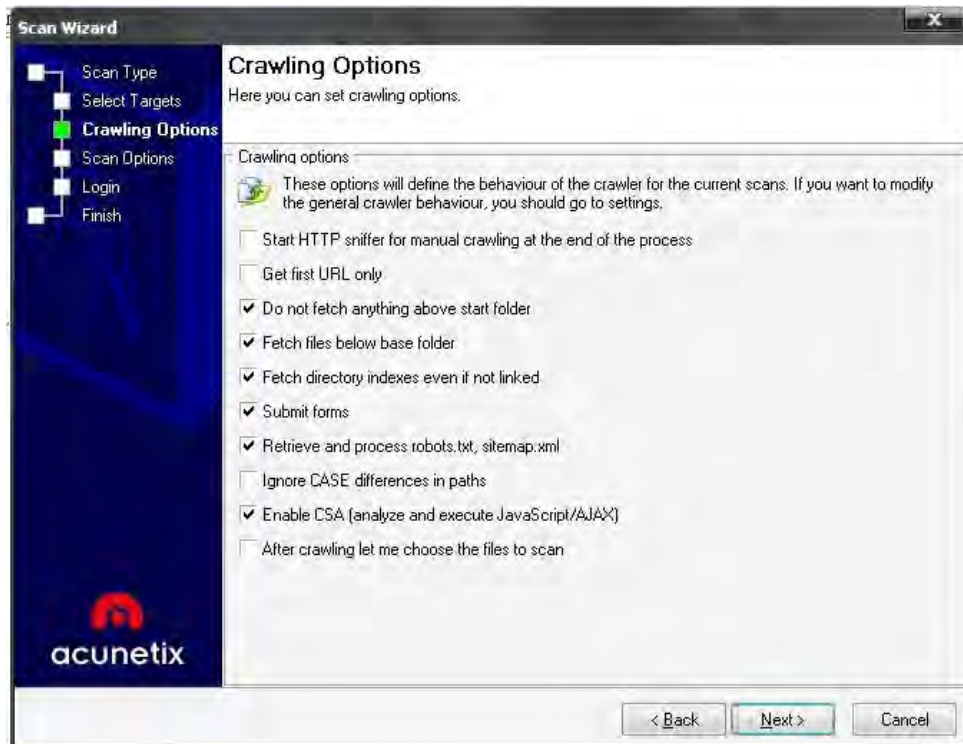 Scan Wizard
X
Scan Type
Select Targets
Crawling Options
Scan Options
Login
Finish
acunetix
Crawling Options
Here you can set crawling options.
Crawling options
These options will define the behaviour of the crawler for the current scans. If you want to modify
the general crawler behaviour, you should go to settings.
Start HTTP sniffer for manual crawling at the end of the process
Get first URL only
Do not fetch anything above start folder
Fetch files below base folder
Fetch directory indexes even if not linked
Submit forms
Retrieve and process robots.txt, sitemap.xml
Ignore CASE differences in paths
Enable CSA (analyze and execute JavaScript/AJAX)
After crawling let me choose the files to scan
< Back
Next >
Cancel